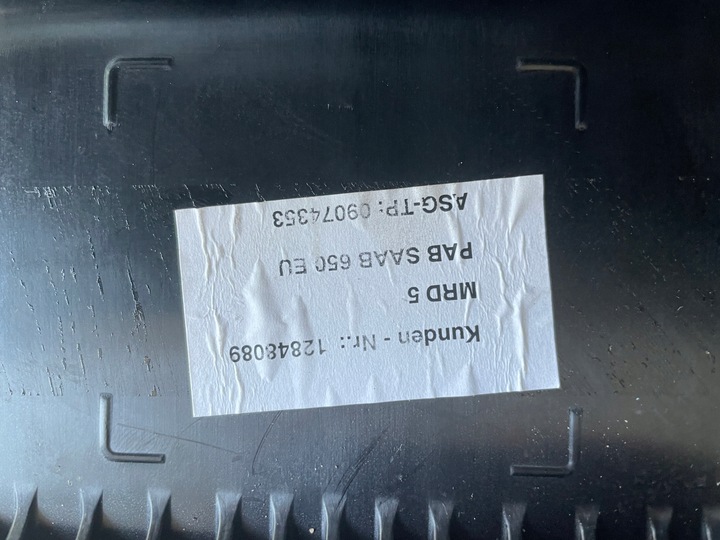 Kunden - Nr.: 12848089
MRD 5
PAB SAAB 650 EU
ASG-TP: 09074353